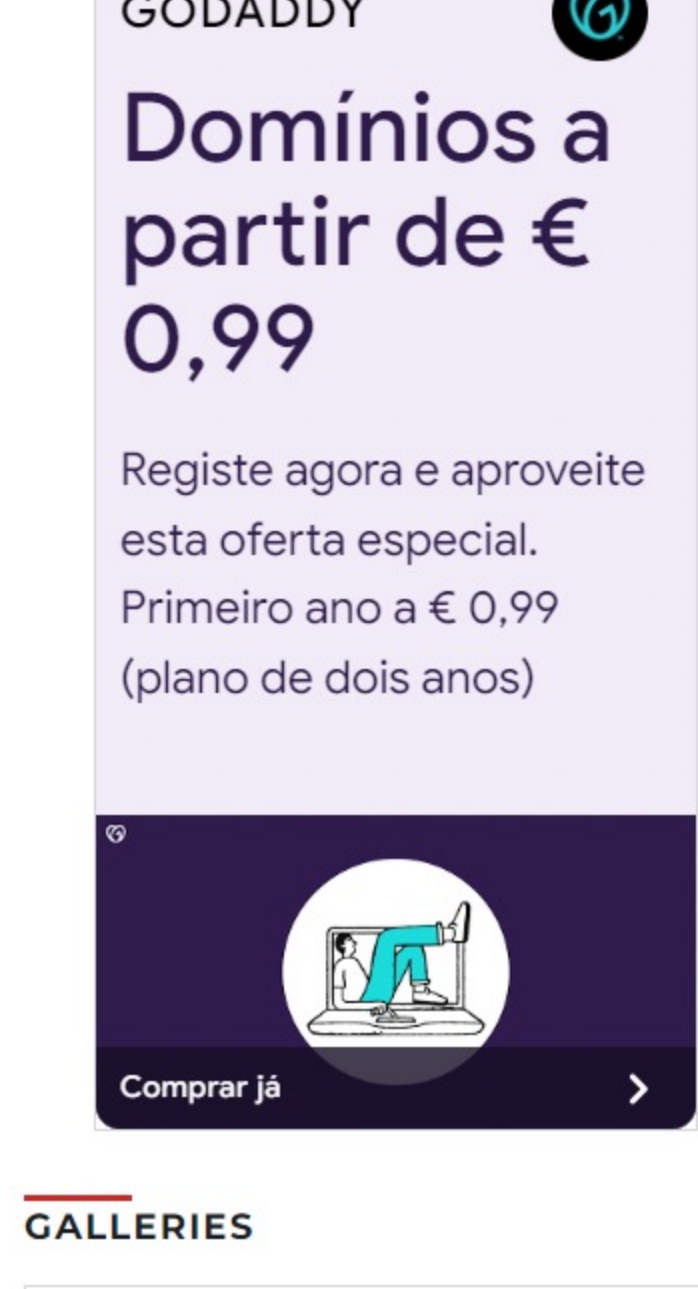 GODADDY
Domínios a
partir de €
0,99
Registe agora e aproveite
esta oferta especial.
Primeiro ano a € 0,99
(plano de dois anos)
Comprar já
GALLERIES